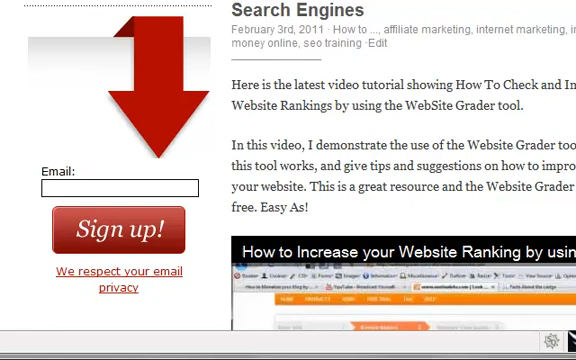 Search Engines
February 3rd, 2011 · How to ..., affiliate marketing, internet marketing,
money online, seo training ·Edit
Here is the latest video tutorial showing How To Check and
Website Rankings by using the WebSite Grader tool.
In this video, I demonstrate the use of the Website Grader
this tool works, and give tips and suggestions on how to
your website. This is a great resource and the Website Grader
free. Easy As!
Email:
Sign up!
We respect your email
privacy
How to Increase your Website Ranking by